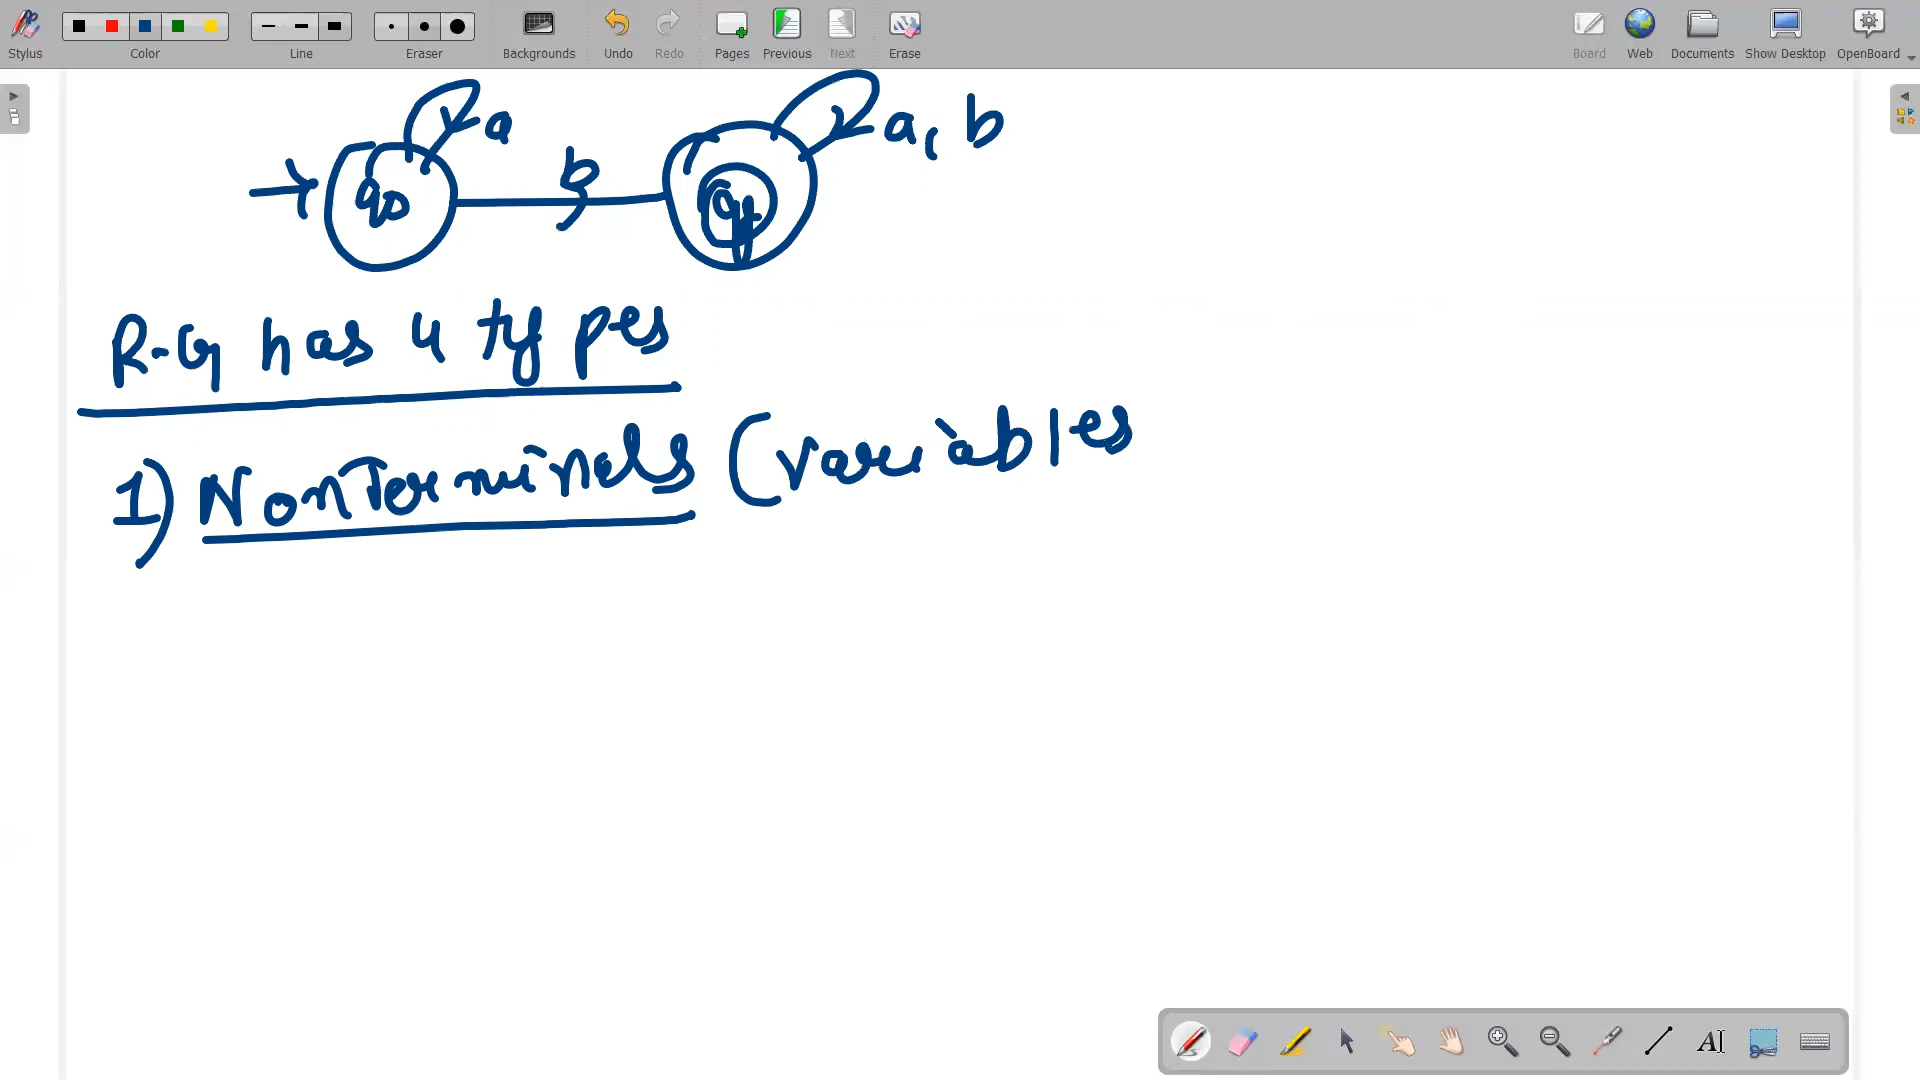 Stylus Color Line Eraser Backgrounds Undo Redo Pages Previous Next Erase Board Web Documents Show Desktop OpenBoard
a
a, b
b
q0
qf
R-G has 4 types
1) NonTerminals (variables